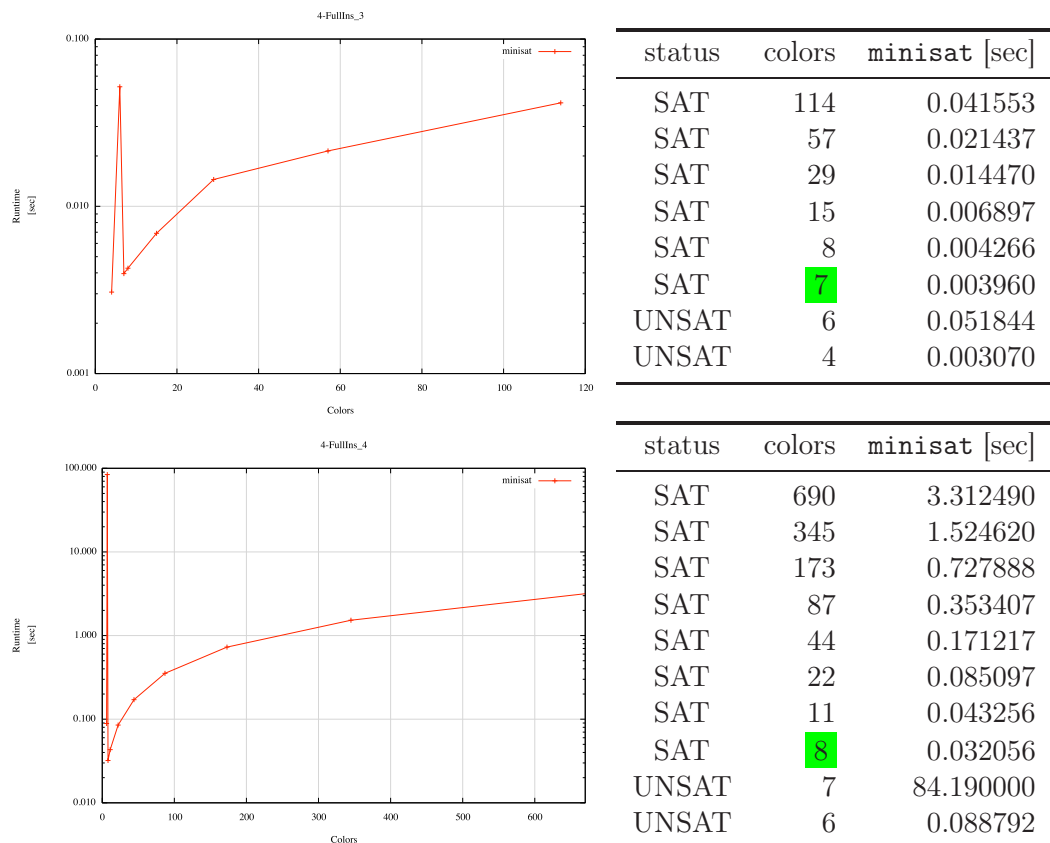 4-FullIns_3
minisat
0.100
0.010
0.001
Runtime
[sec]
0 20 40 60 80 100 120
Colors
status colors minisat [sec]
SAT 114 0.041553
SAT 57 0.021437
SAT 29 0.014470
SAT 15 0.006897
SAT 8 0.004266
SAT 7 0.003960
UNSAT 6 0.051844
UNSAT 4 0.003070
4-FullIns_4
minisat
100.000
10.000
1.000
0.100
0.010
Runtime
[sec]
0 100 200 300 400 500 600
Colors
status colors minisat [sec]
SAT 690 3.312490
SAT 345 1.524620
SAT 173 0.727888
SAT 87 0.353407
SAT 44 0.171217
SAT 22 0.085097
SAT 11 0.043256
SAT 8 0.032056
UNSAT 7 84.190000
UNSAT 6 0.088792